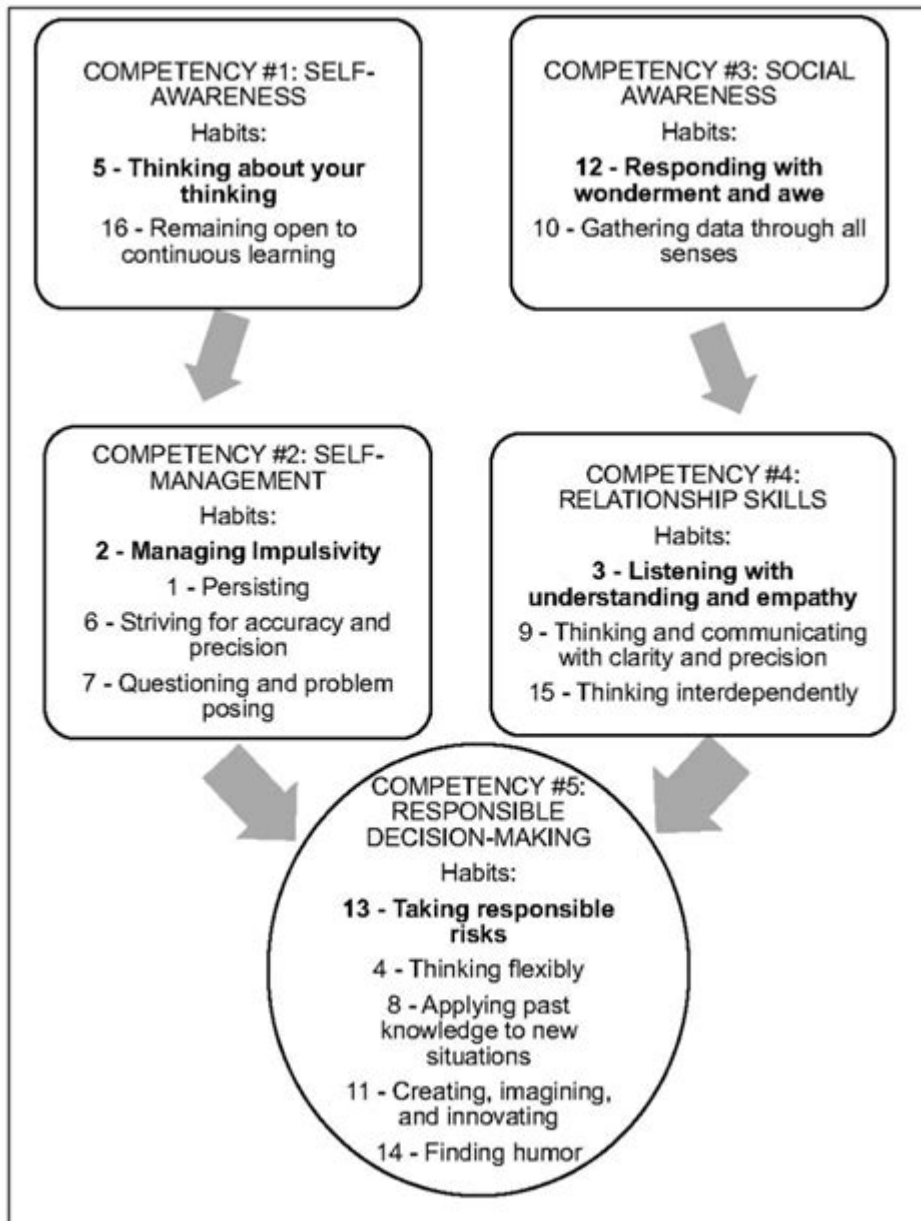 COMPETENCY #1: SELF-
AWARENESS
Habits:
5 - Thinking about your
thinking
16 - Remaining open to
continuous learning
COMPETENCY #3: SOCIAL
AWARENESS
Habits:
12 - Responding with
wonderment and awe
10 - Gathering data through all
senses
COMPETENCY #2: SELF-
MANAGEMENT
Habits:
2 - Managing Impulsivity
1 - Persisting
6 - Striving for accuracy and
precision
7 - Questioning and problem
posing
COMPETENCY #4:
RELATIONSHIP SKILLS
Habits:
3 - Listening with
understanding and empathy
9 - Thinking and communicating
with clarity and precision
15 - Thinking interdependently
COMPETENCY #5:
RESPONSIBLE
DECISION-MAKING
Habits:
13 - Taking responsible
risks
4 - Thinking flexibly
8 - Applying past
knowledge to new
situations
11 - Creating, imagining,
and innovating
14 - Finding humor